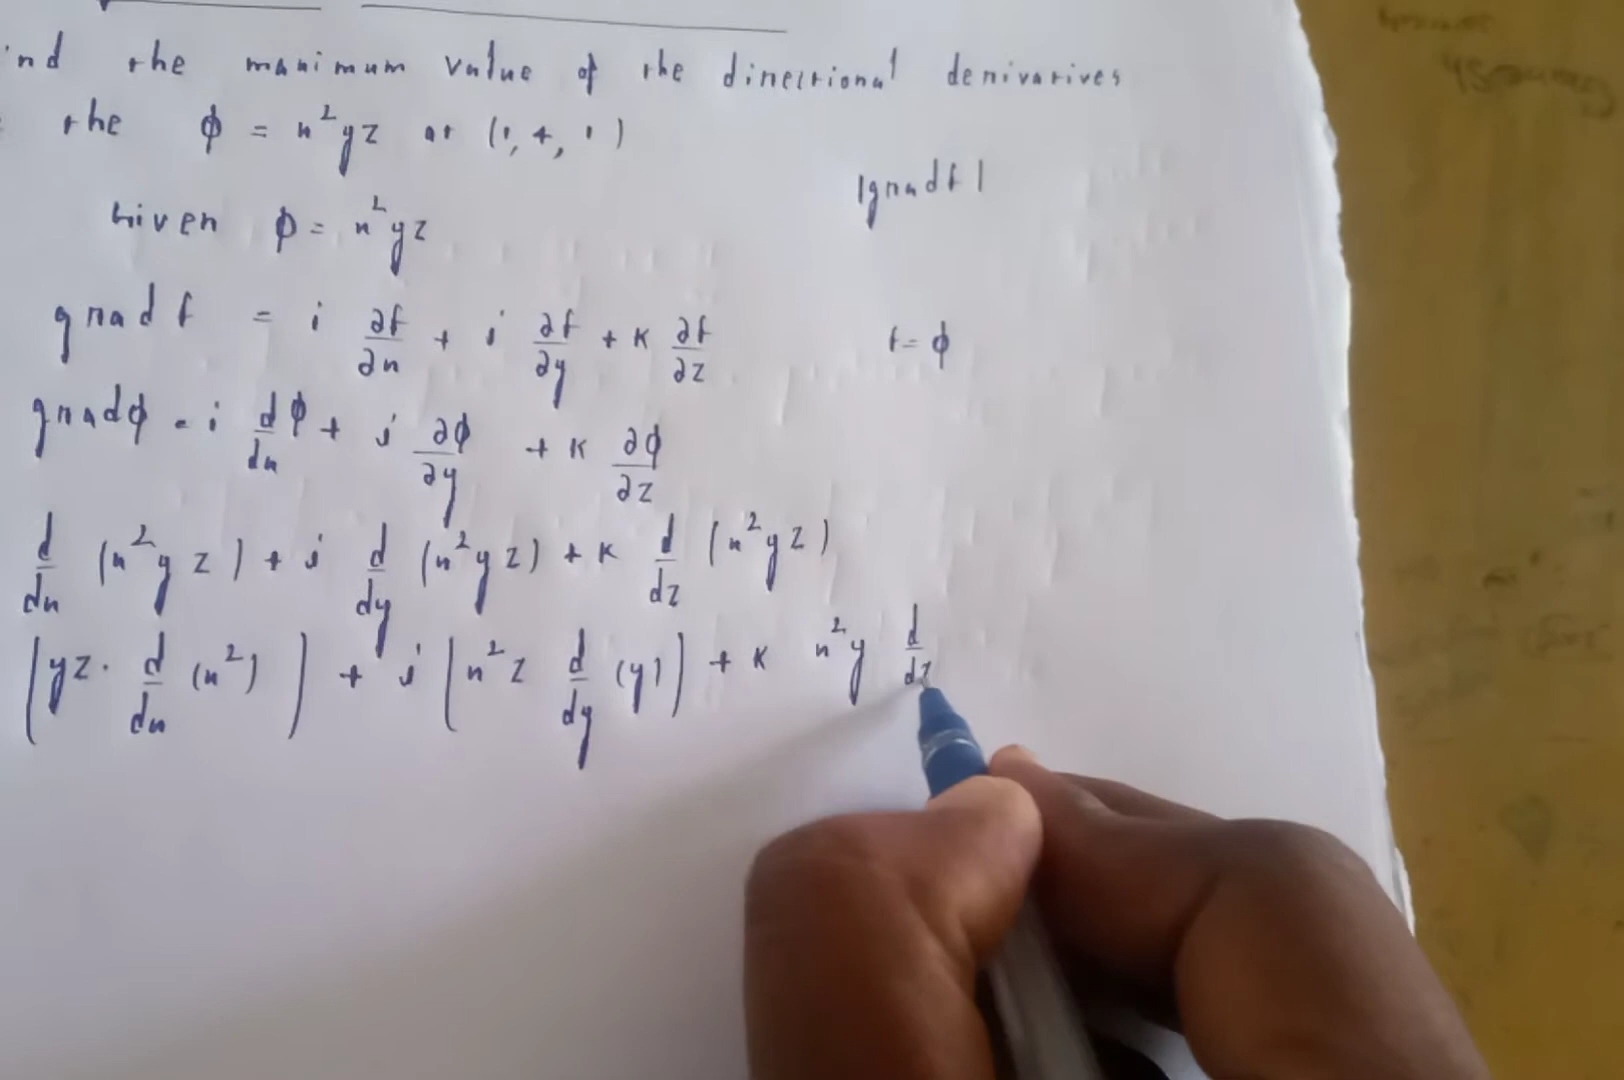 ind the maximum value of the directional derivatives
the ϕ = x²yz at (1, 4, 1)
|grad f|
Given ϕ = x²yz
grad f = i ∂f/∂x + j ∂f/∂y + k ∂f/∂z
f = ϕ
grad ϕ = i d/dx ϕ + j ∂ϕ/∂y + k ∂ϕ/∂z
d/dx (x²yz) + j d/dy (x²yz) + k d/dz (x²yz)
[yz · d/dx (x²)] + j [x²z d/dy (y)] + k x²y d/dz